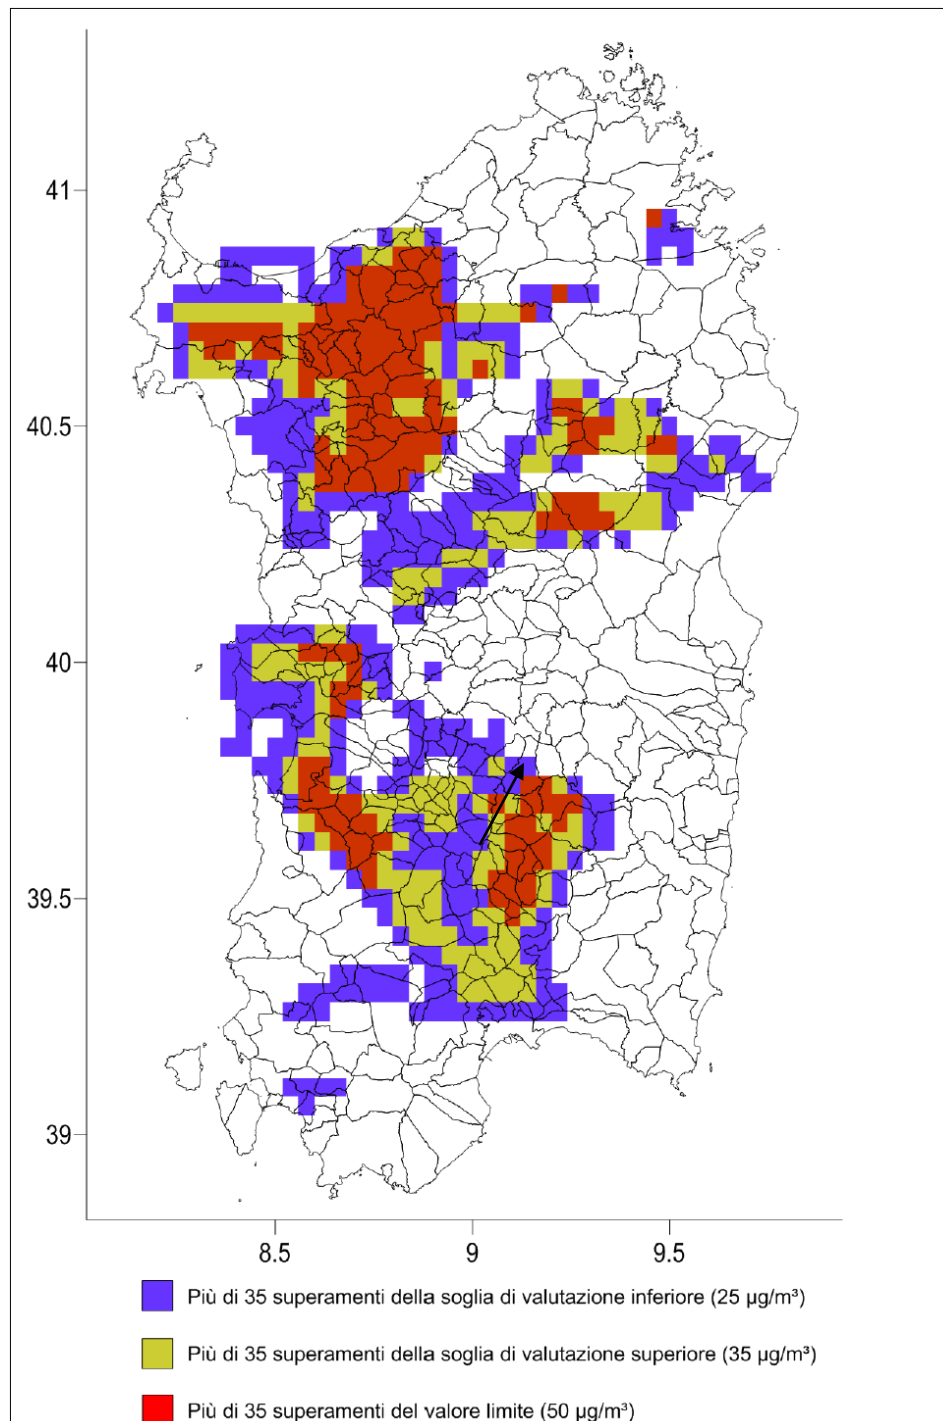 41
40.5
40
39.5
39
8.5 9 9.5
Più di 35 superamenti della soglia di valutazione inferiore (25 µg/m³)
Più di 35 superamenti della soglia di valutazione superiore (35 µg/m³)
Più di 35 superamenti del valore limite (50 µg/m³)